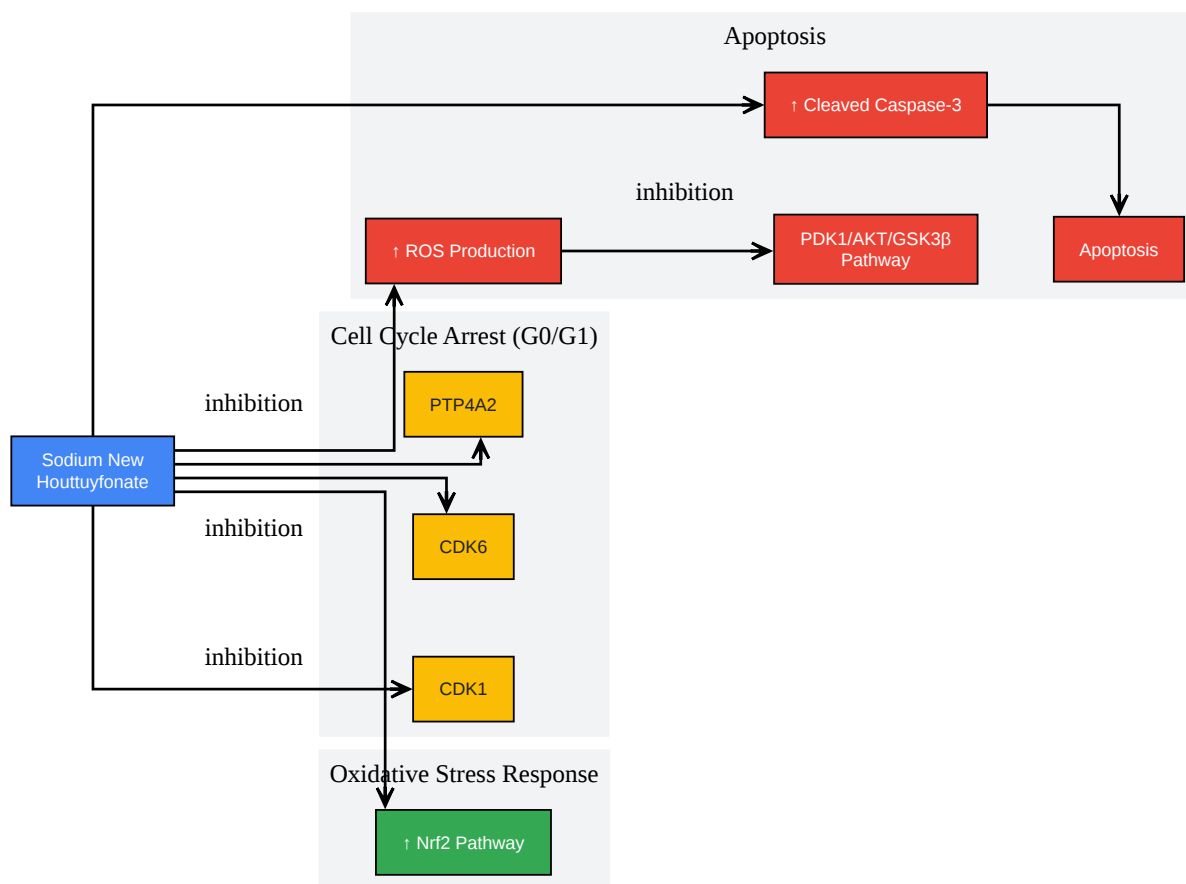 Apoptosis
↑ Cleaved Caspase-3
inhibition
↑ ROS Production
PDK1/AKT/GSK3β
Pathway
Apoptosis
Cell Cycle Arrest (G0/G1)
inhibition
PTP4A2
Sodium New
Houttuyfonate
inhibition
CDK6
inhibition
CDK1
Oxidative Stress Response
↑ Nrf2 Pathway